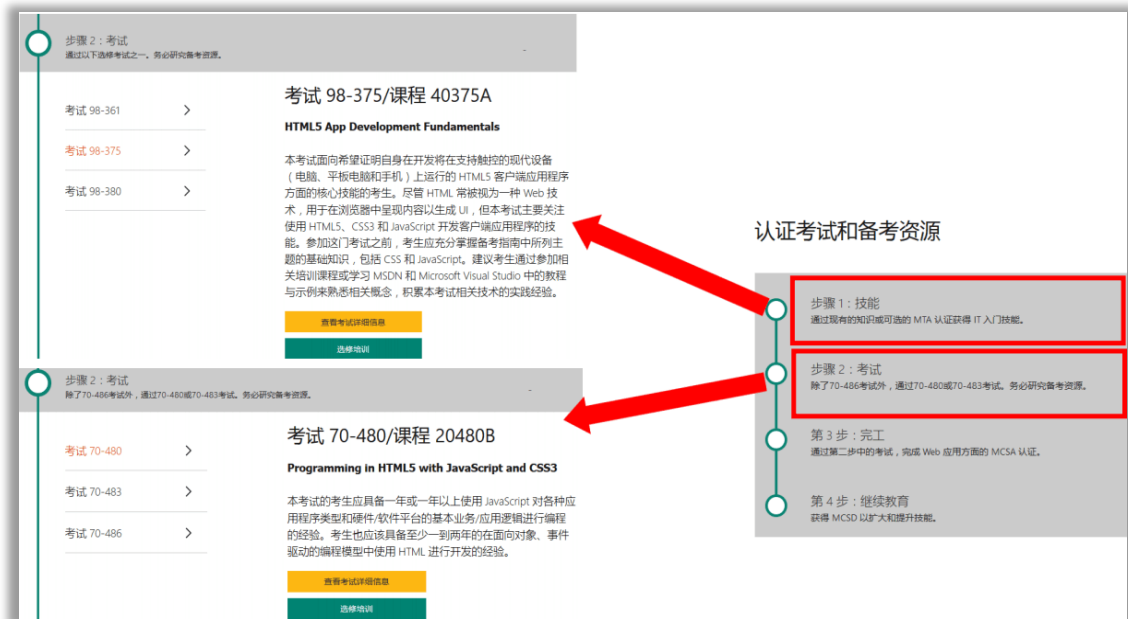 步骤 2：考试
通过以下选修考试之一。务必研究备考资源。
-
考试 98-361
考试 98-375
考试 98-380
考试 98-375/课程 40375A
HTML5 App Development Fundamentals
本考试面向希望证明自身在开发将在支持触控的现代设备
（电脑、平板电脑和手机）上运行的 HTML5 客户端应用程序
方面的核心技能的考生。尽管 HTML 常被视为一种 Web 技
术，用于在浏览器中呈现内容以生成 UI，但本考试主要关注
使用 HTML5、CSS3 和 JavaScript 开发客户端应用程序的技
能。参加这门考试之前，考生应充分掌握备考指南中所列主
题的基础知识，包括 CSS 和 JavaScript。建议考生通过参加相
关培训课程或学习 MSDN 和 Microsoft Visual Studio 中的教程
与示例来熟悉相关概念，积累本考试相关技术的实践经验。
查看考试详细信息
选修培训
步骤 2：考试
除了70-486考试外，通过70-480或70-483考试。务必研究备考资源。
-
考试 70-480
考试 70-483
考试 70-486
考试 70-480/课程 20480B
Programming in HTML5 with JavaScript and CSS3
本考试的考生应具备一年或一年以上使用 JavaScript 对各种应
用程序类型和硬件/软件平台的基本业务/应用逻辑进行编程
的经验。考生也应该具备至少一到两年的在面向对象、事件
驱动的编程模型中使用 HTML 进行开发的经验。
查看考试详细信息
选修培训
认证考试和备考资源
步骤 1：技能
通过现有的知识或可选的 MTA 认证获得 IT 入门技能。
步骤 2：考试
除了70-486考试外，通过70-480或70-483考试。务必研究备考资源。
第 3 步：完工
通过第二步中的考试，完成 Web 应用方面的 MCSA 认证。
第 4 步：继续教育
获得 MCSD 以扩大和提升技能。